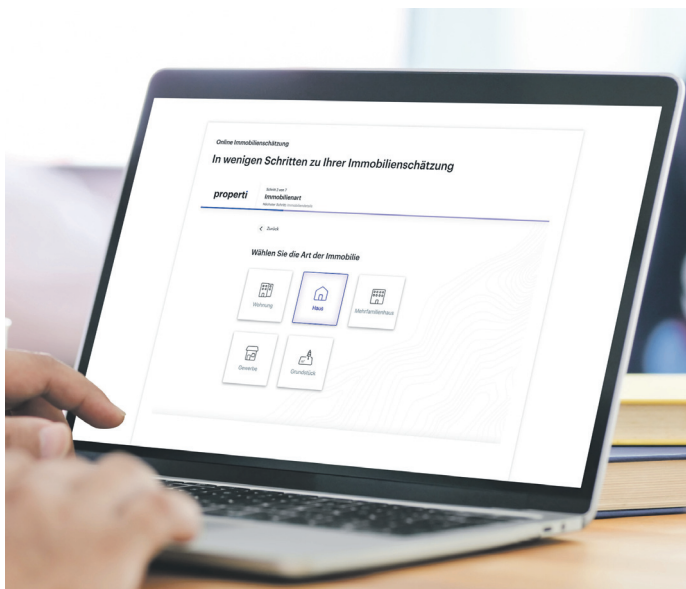 Online Immobilienschätzung
In wenigen Schritten zu Ihrer Immobilienschätzung
properti
Immobilienart
Zurück
Wählen Sie die Art der Immobilie
Wohnung
Haus
Mehrfamilienhaus
Gewerbe
Grundstück